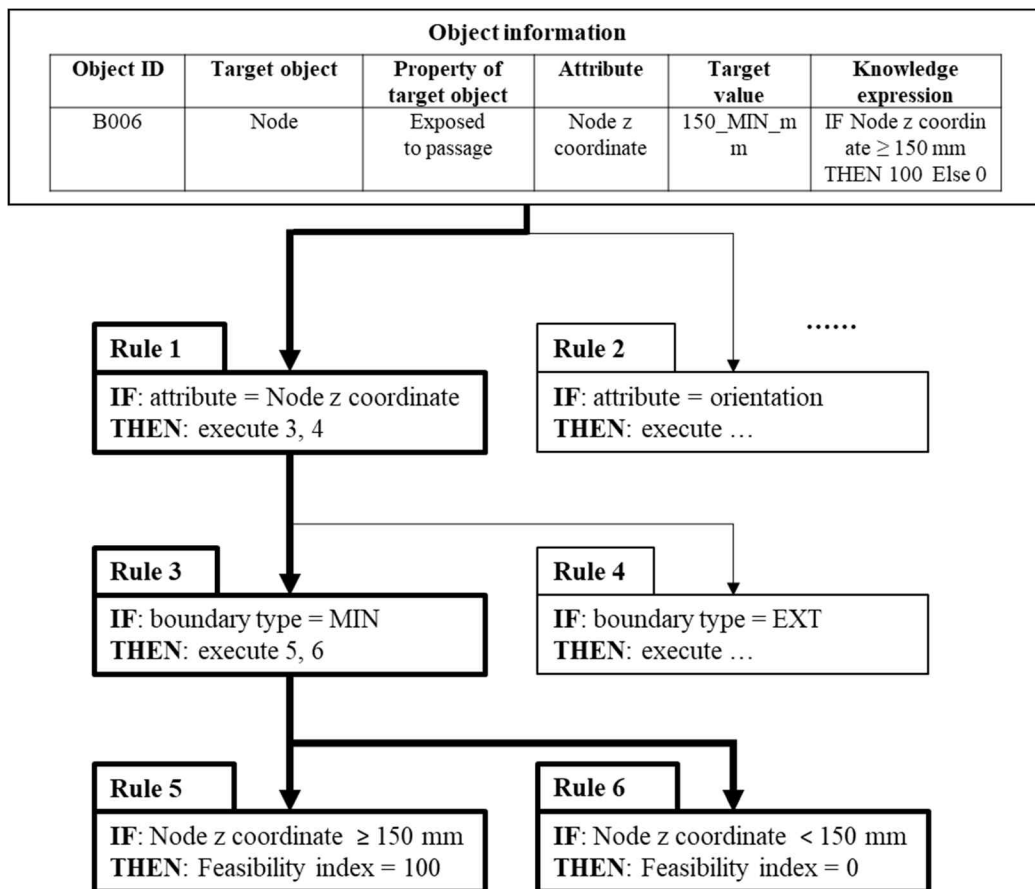 Object information
Object ID Target object Property of target object Attribute Target value Knowledge expression
B006 Node Exposed to passage Node z coordinate 150_MIN_m m IF Node z coordin ate ≥ 150 mm THEN 100 Else 0
......
Rule 1
IF: attribute = Node z coordinate
THEN: execute 3, 4
Rule 2
IF: attribute = orientation
THEN: execute ...
Rule 3
IF: boundary type = MIN
THEN: execute 5, 6
Rule 4
IF: boundary type = EXT
THEN: execute ...
Rule 5
IF: Node z coordinate ≥ 150 mm
THEN: Feasibility index = 100
Rule 6
IF: Node z coordinate < 150 mm
THEN: Feasibility index = 0